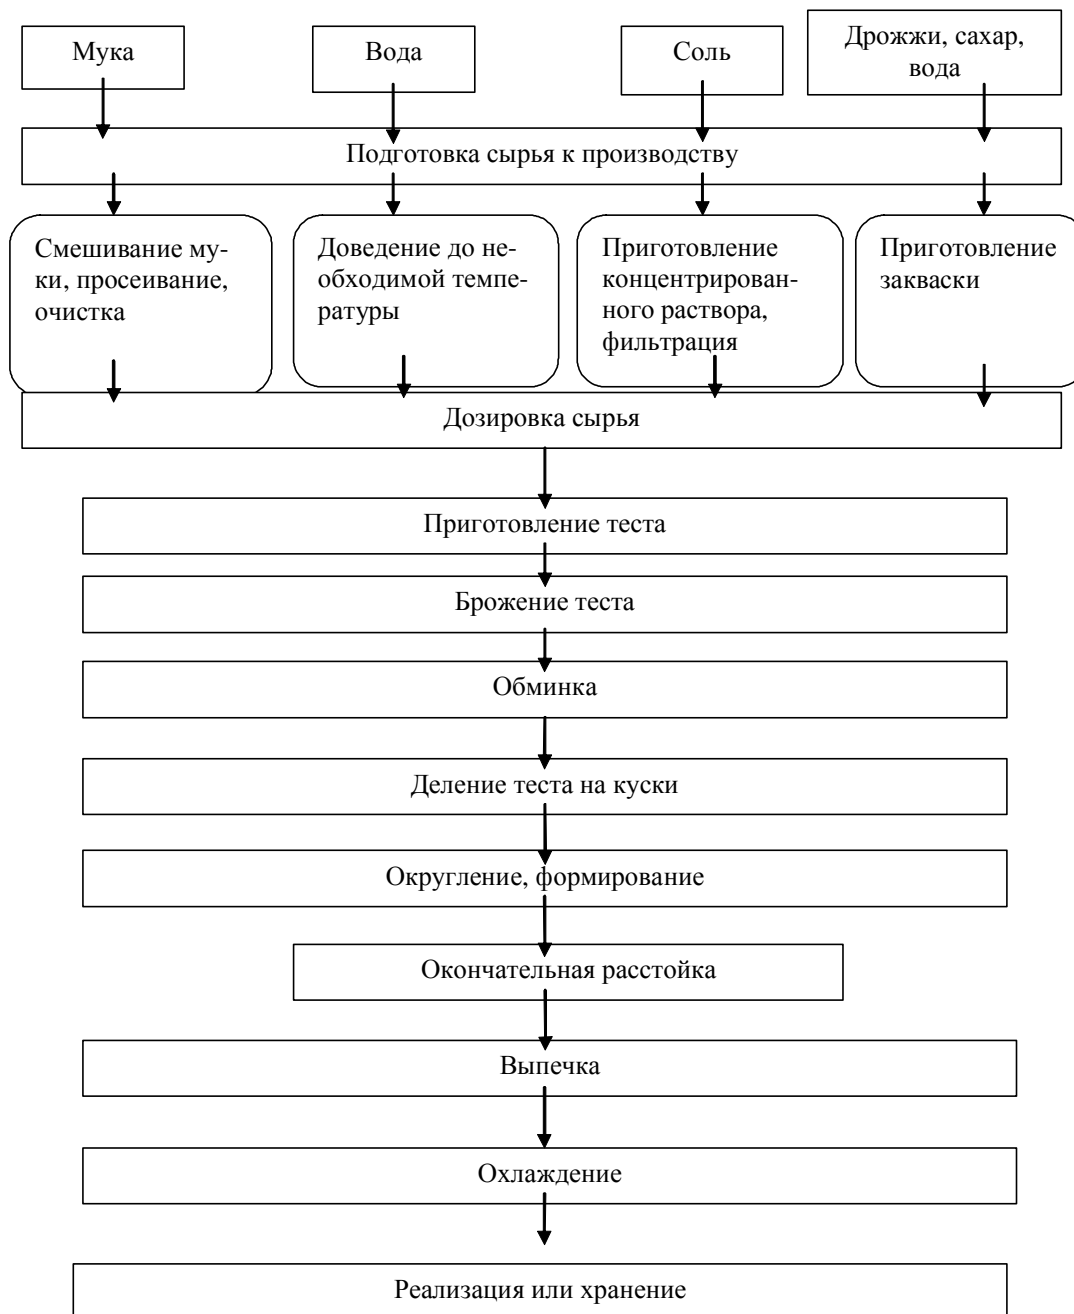 Мука
Вода
Соль
Дрожжи, сахар,
вода
Подготовка сырья к производству
Смешивание му-
ки, просеивание,
очистка
Доведение до не-
обходимой темпе-
ратуры
Приготовление
концентрирован-
ного раствора,
фильтрация
Приготовление
закваски
Дозировка сырья
Приготовление теста
Брожение теста
Обминка
Деление теста на куски
Округление, формирование
Окончательная расстойка
Выпечка
Охлаждение
Реализация или хранение